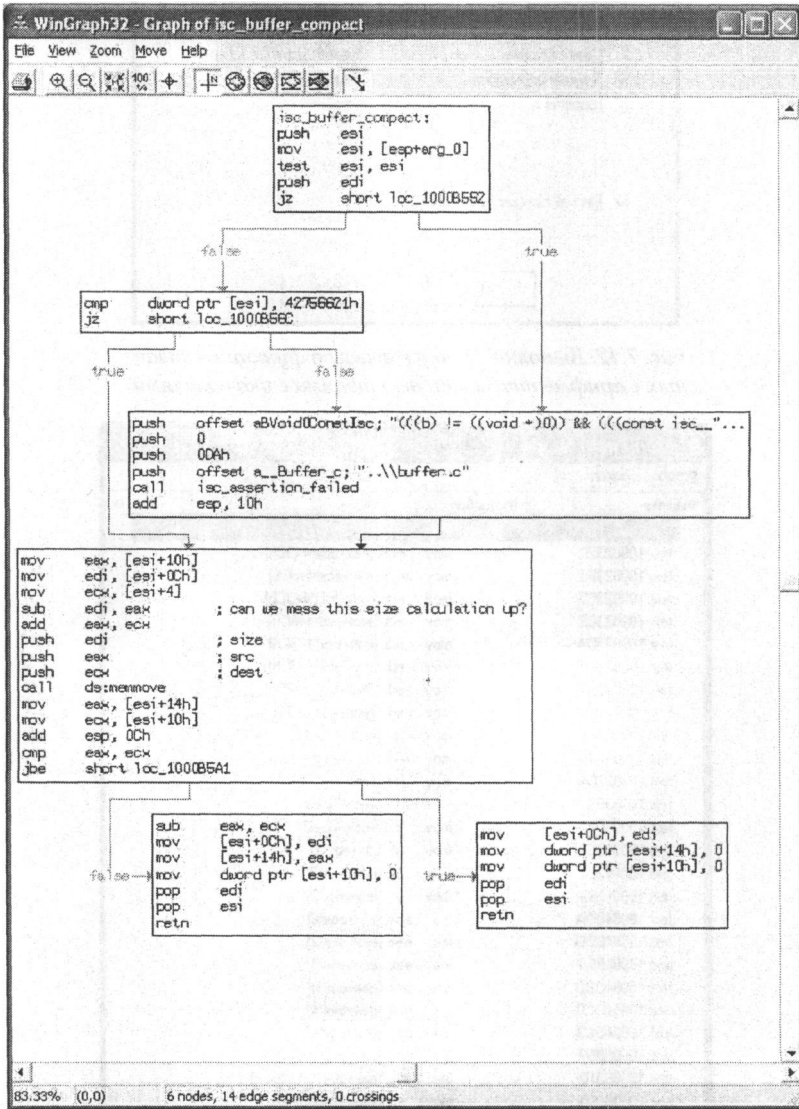 WinGraph32 - Graph of isc_buffer_compact
File View Zoom Move Help
100 %
N
isc_buffer_compact:
push esi
mov esi, [esp+arg_0]
test esi, esi
push edi
jz short loc_1000B552
false
true
cmp dword ptr [esi], 42756621h
jz short loc_1000B56C
true
false
push offset aBVoid0ConstIsc; "(((b) != ((void *)0)) && (((const isc__"...
push 0
push 0DAh
push offset a__Buffer_c; "..\\buffer.c"
call isc_assertion_failed
add esp, 10h
mov eax, [esi+10h]
mov edi, [esi+0Ch]
mov ecx, [esi+4]
sub edi, eax ; can we mess this size calculation up?
add eax, ecx
push edi ; size
push eax ; src
push ecx ; dest
call ds:memmove
mov eax, [esi+14h]
mov ecx, [esi+10h]
add esp, 0Ch
cmp eax, ecx
jbe short loc_1000B5A1
false
sub eax, ecx
mov [esi+0Ch], edi
mov [esi+14h], eax
mov dword ptr [esi+10h], 0
pop edi
pop esi
retn
true
mov [esi+0Ch], edi
mov dword ptr [esi+14h], 0
mov dword ptr [esi+10h], 0
pop edi
pop esi
retn
83.33% (0,0) 6 nodes, 14 edge segments, 0 crossings